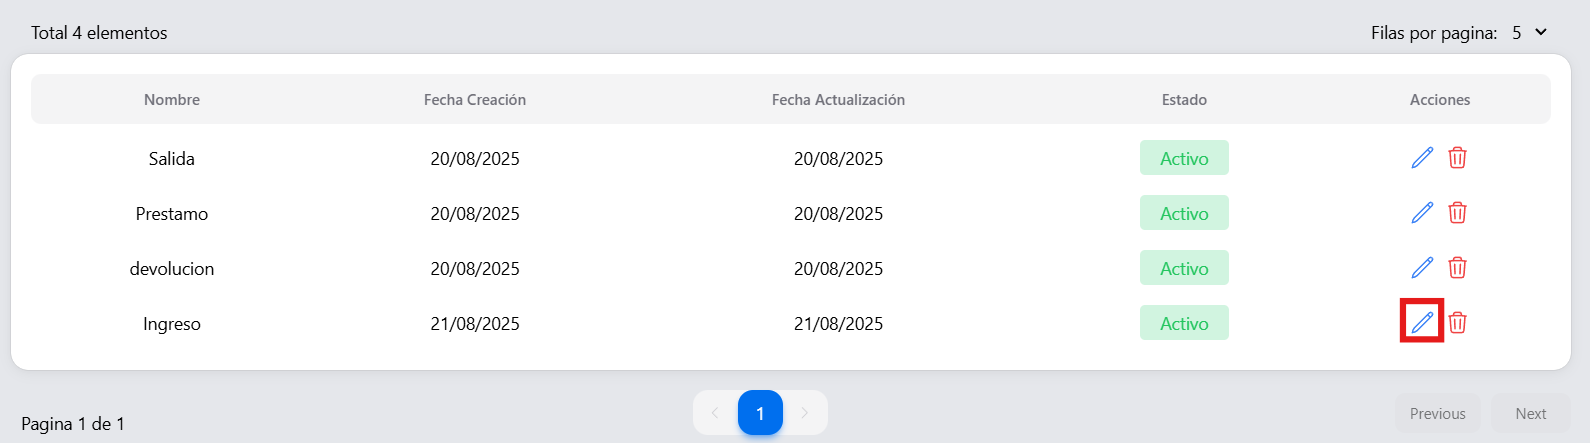 Total 4 elementos Filas por pagina: 5
Nombre Fecha Creación Fecha Actualización Estado Acciones
Salida 20/08/2025 20/08/2025 Activo
Prestamo 20/08/2025 20/08/2025 Activo
devolucion 20/08/2025 20/08/2025 Activo
Ingreso 21/08/2025 21/08/2025 Activo
Pagina 1 de 1 1 Previous Next